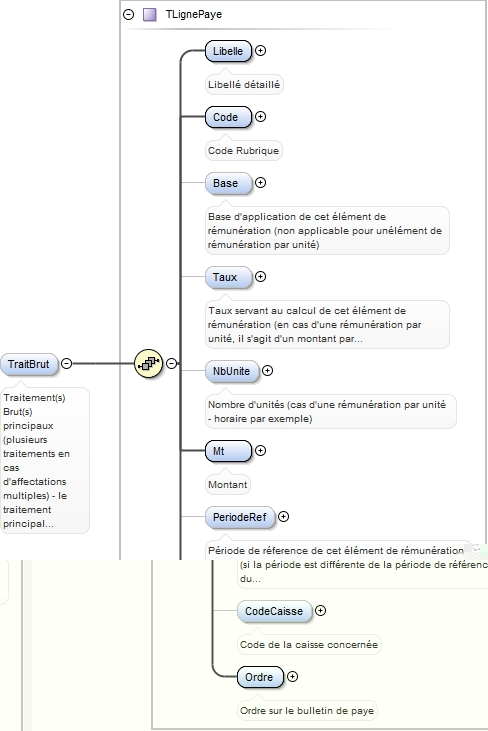 TLignePaye
Libelle
Libellé détaillé
Code
Code Rubrique
Base
Base d'application de cet élément de
rémunération (non applicable pour unélément de
rémunération par unité)
Taux
Taux servant au calcul de cet élément de
rémunération (en cas d'une rémunération par
unité, il s'agit d'un montant par...
TraitBrut
Traitement(s)
Brut(s)
principaux
(plusieurs
traitements en
cas
d'affectations
multiples) - le
traitement
principal...
NbUnite
Nombre d'unités (cas d'une rémunération par unité
- horaire par exemple)
Mt
Montant
PeriodeRef
Période de réference de cet élément de rémunération
(si la période est différente de la période de référenc
du...
CodeCaisse
Code de la caisse concernée
Ordre
Ordre sur le bulletin de paye